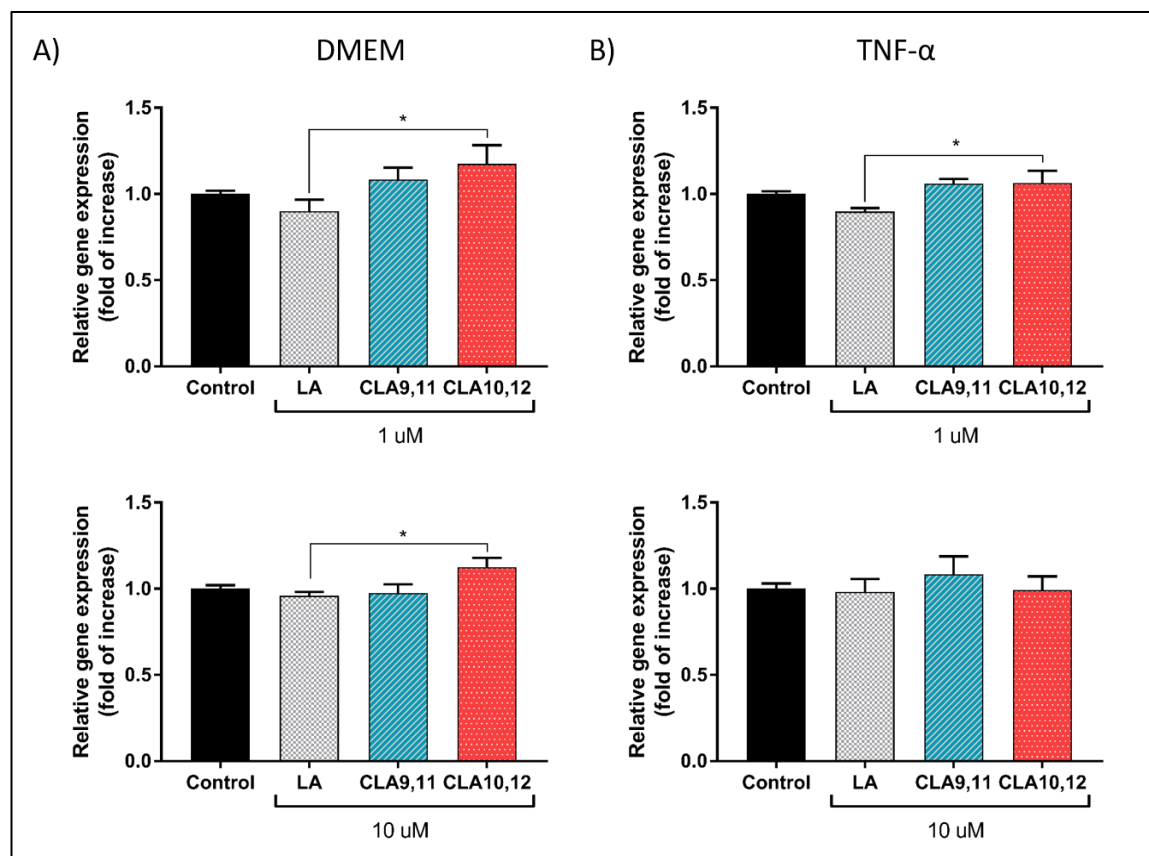 A) DMEM
B) TNF-α
Relative gene expression
(fold of increase)
1.5
1.0
0.5
0.0
*
Control LA CLA9,11 CLA10,12
1 uM
Relative gene expression
(fold of increase)
1.5
1.0
0.5
0.0
*
Control LA CLA9,11 CLA10,12
1 uM
Relative gene expression
(fold of increase)
1.5
1.0
0.5
0.0
*
Control LA CLA9,11 CLA10,12
10 uM
Relative gene expression
(fold of increase)
1.5
1.0
0.5
0.0
Control LA CLA9,11 CLA10,12
10 uM